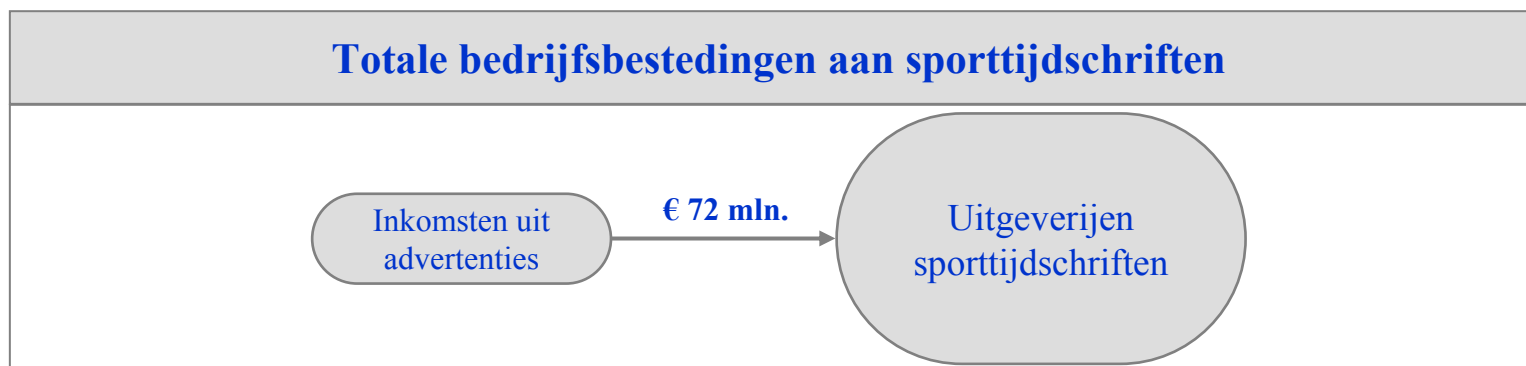 Totale bedrijfsbestedingen aan sporttijdschriften
Inkomsten uit
advertenties
€ 72 mln.
Uitgeverijen
sporttijdschriften